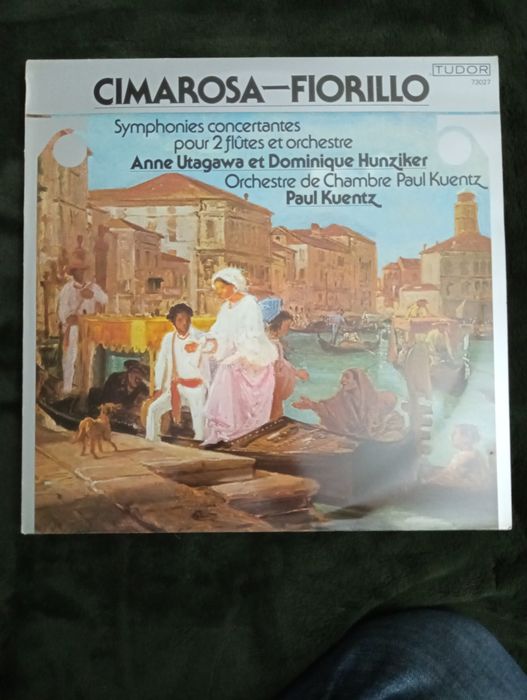 TUDOR
73027
CIMAROSA—FIORILLO
Symphonies concertantes
pour 2 flûtes et orchestre
Anne Utagawa et Dominique Hunziker
Orchestre de Chambre Paul Kuentz
Paul Kuentz